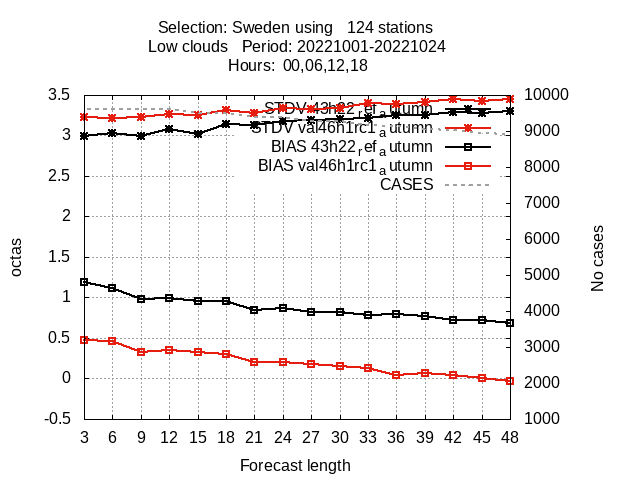 Selection: Sweden using   124 stations
Low clouds   Period: 20221001-20221024
Hours:  00,06,12,18
3.5
3
2.5
2
1.5
1
0.5
0
-0.5
octas
STDV 43h22_ref_autumn
STDV val46h1rc1_autumn
BIAS 43h22_ref_autumn
BIAS val46h1rc1_autumn
CASES
10000
9000
8000
7000
6000
5000
4000
3000
2000
1000
No cases
3 6 9 12 15 18 21 24 27 30 33 36 39 42 45 48
Forecast length